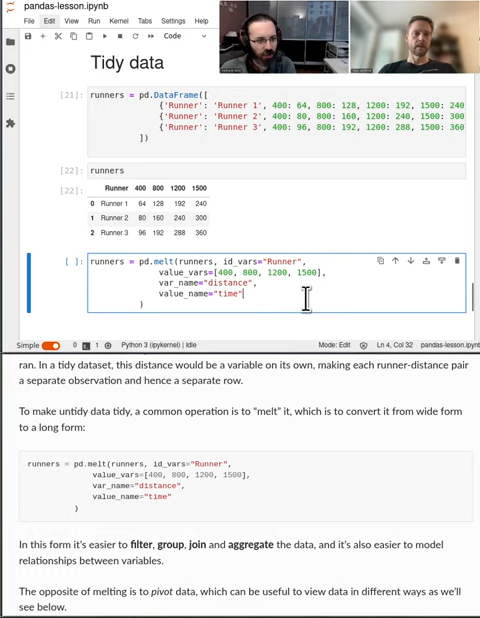 pandas-lesson.ipynb
File Edit View Run Kernel Tabs Settings Help
Code
Tidy data
[21]: runners = pd.DataFrame([
{'Runner': 'Runner 1', 400: 64, 800: 128, 1200: 192, 1500: 240
{'Runner': 'Runner 2', 400: 80, 800: 160, 1200: 240, 1500: 300
{'Runner': 'Runner 3', 400: 96, 800: 192, 1200: 288, 1500: 360
])
[22]: runners
[22]: Runner 400 800 1200 1500
0 Runner 1 64 128 192 240
1 Runner 2 80 160 240 300
2 Runner 3 96 192 288 360
[ ]: runners = pd.melt(runners, id_vars="Runner",
value_vars=[400, 800, 1200, 1500],
var_name="distance",
value_name="time"
)
Simple 0 1 Python 3 (ipykernel) | Idle Mode: Edit Ln 4, Col 32 pandas-lesson.ipynb
ran. In a tidy dataset, this distance would be a variable on its own, making each runner-distance pair
a separate observation and hence a separate row.
To make untidy data tidy, a common operation is to “melt” it, which is to convert it from wide form
to a long form:
runners = pd.melt(runners, id_vars="Runner",
value_vars=[400, 800, 1200, 1500],
var_name="distance",
value_name="time"
)
In this form it’s easier to filter, group, join and aggregate the data, and it’s also easier to model
relationships between variables.
The opposite of melting is to pivot data, which can be useful to view data in different ways as we’ll
see below.